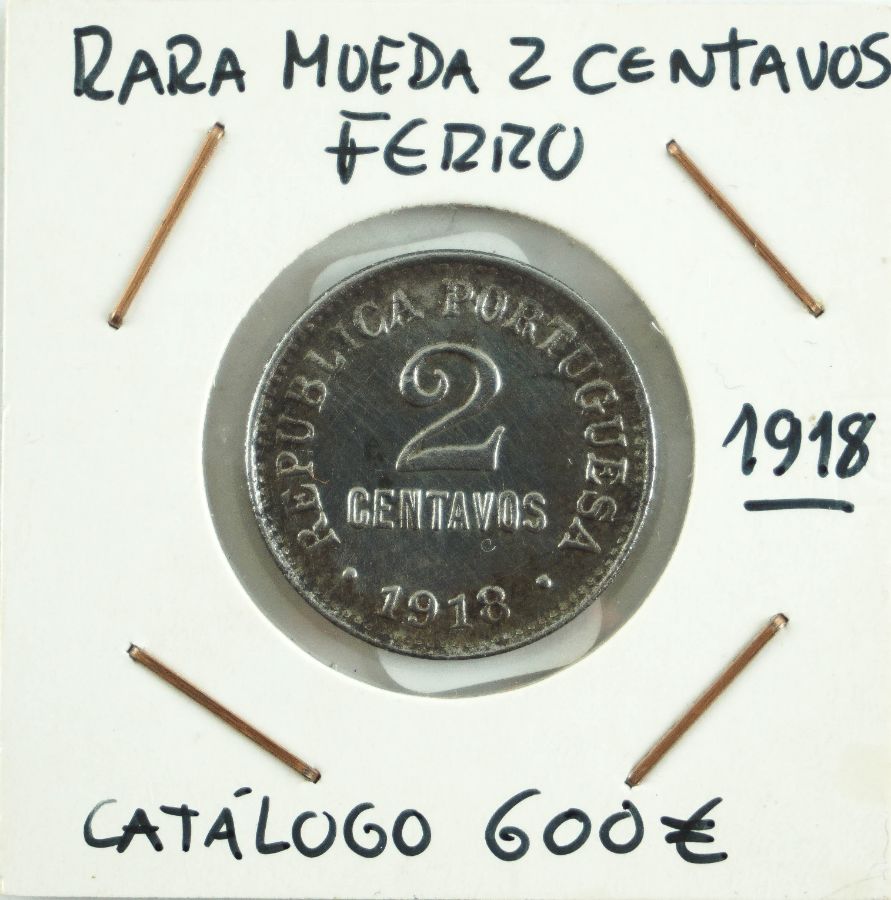 RARA MOEDA 2 CENTAVOS
FERRO
REPUBLICA PORTUGUESA
2
CENTAVOS
• 1918 •
1918
CATÁLOGO 600€